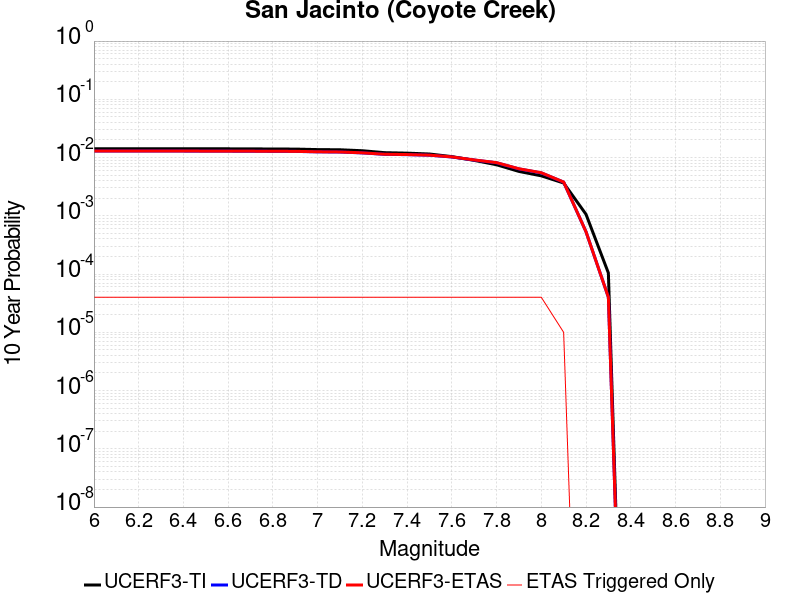 San Jacinto (Coyote Creek)
10^0
10^-1
10^-2
10^-3
10^-4
10^-5
10^-6
10^-7
10^-8
10 Year Probability
6 6.2 6.4 6.6 6.8 7 7.2 7.4 7.6 7.8 8 8.2 8.4 8.6 8.8 9
Magnitude
UCERF3-TI UCERF3-TD UCERF3-ETAS ETAS Triggered Only